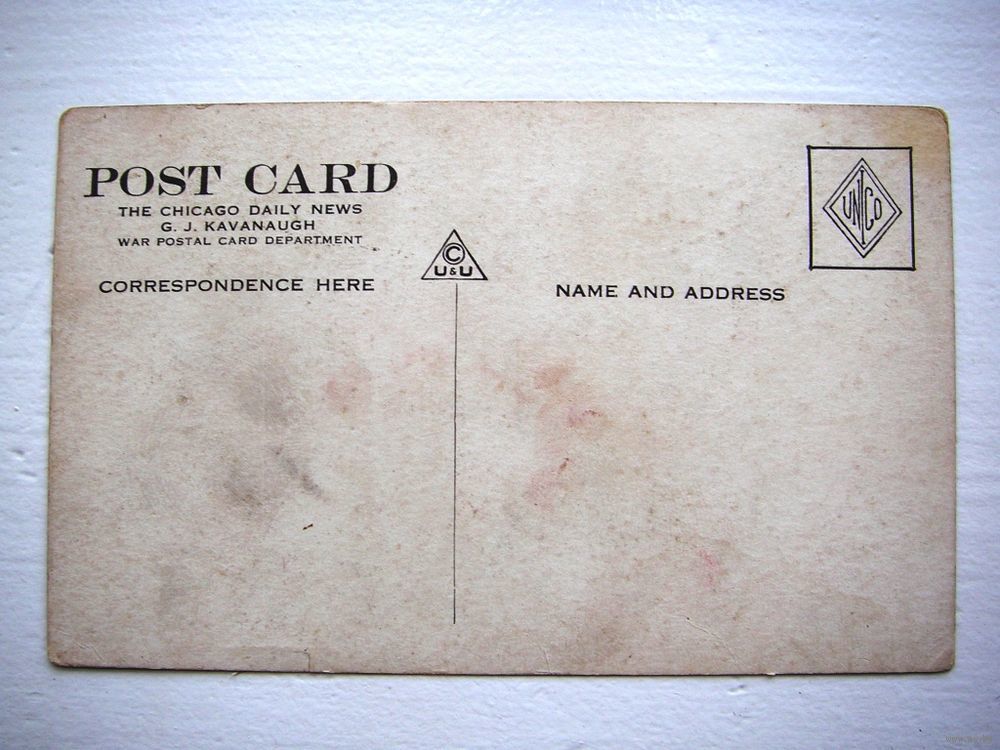 POST CARD
THE CHICAGO DAILY NEWS
G. J. KAVANAUGH
WAR POSTAL CARD DEPARTMENT
CORRESPONDENCE HERE
©
U&U
NAME AND ADDRESS
UNICO